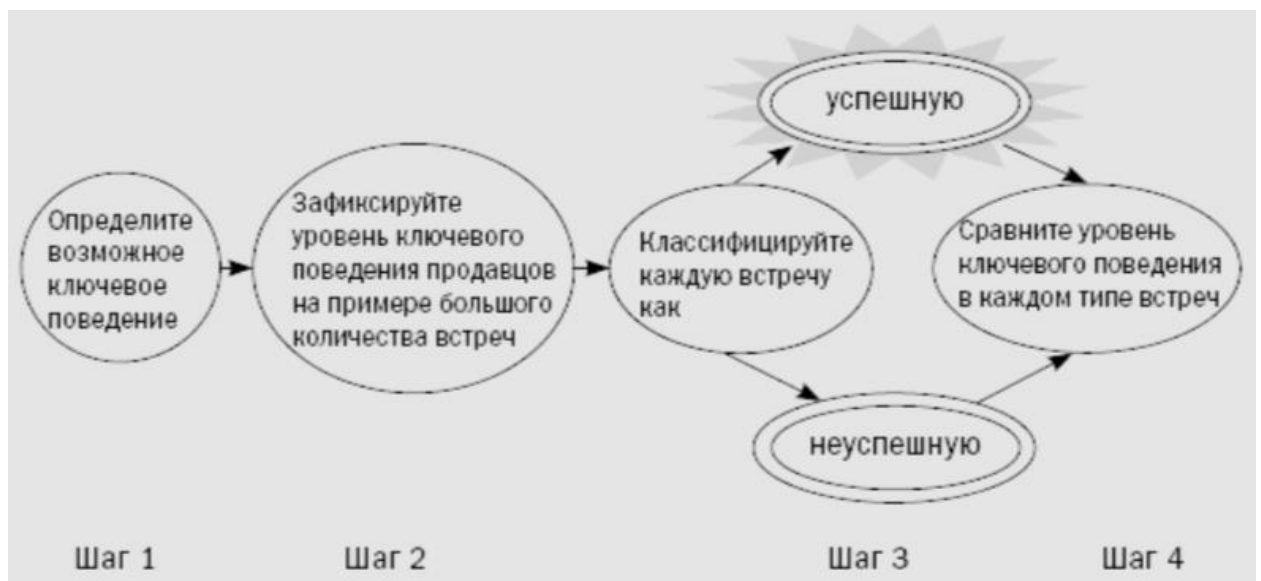 Определите
возможное
ключевое
поведение
Зафиксируйте
уровень ключевого
поведения продавцов
на примере большого
количества встреч
Классифицируйте
каждую встречу
как
успешную
неуспешную
Сравните уровень
ключевого поведения
в каждом типе встреч
Шаг 1
Шаг 2
Шаг 3
Шаг 4